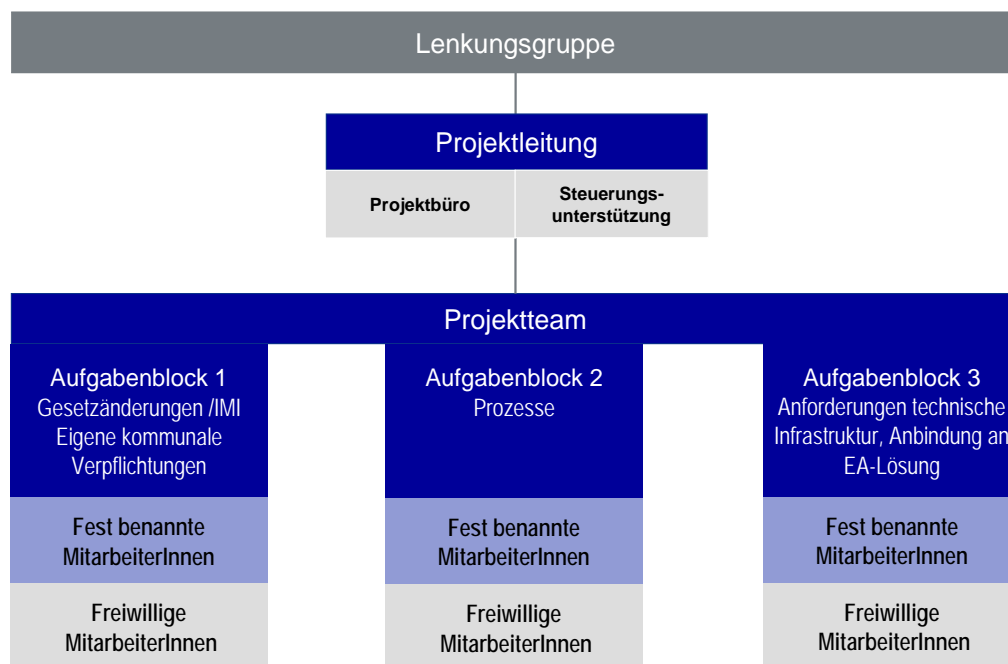 Lenkungsgruppe
Projektleitung
Projektbüro
Steuerungs-
unterstützung
Projektteam
Aufgabenblock 1
Gesetzänderungen /IMI
Eigene kommunale
Verpflichtungen
Aufgabenblock 2
Prozesse
Aufgabenblock 3
Anforderungen technische
Infrastruktur, Anbindung an
EA-Lösung
Fest benannte
MitarbeiterInnen
Fest benannte
MitarbeiterInnen
Fest benannte
MitarbeiterInnen
Freiwillige
MitarbeiterInnen
Freiwillige
MitarbeiterInnen
Freiwillige
MitarbeiterInnen